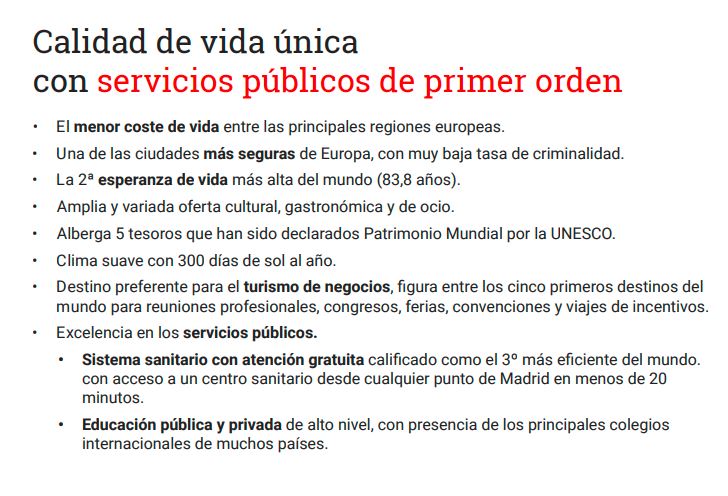 Calidad de vida única
con servicios públicos de primer orden
• El menor coste de vida entre las principales regiones europeas.
• Una de las ciudades más seguras de Europa, con muy baja tasa de criminalidad.
• La 2ª esperanza de vida más alta del mundo (83,8 años).
• Amplia y variada oferta cultural, gastronómica y de ocio.
• Alberga 5 tesoros que han sido declarados Patrimonio Mundial por la UNESCO.
• Clima suave con 300 días de sol al año.
• Destino preferente para el turismo de negocios, figura entre los cinco primeros destinos del
mundo para reuniones profesionales, congresos, ferias, convenciones y viajes de incentivos.
• Excelencia en los servicios públicos.
• Sistema sanitario con atención gratuita calificado como el 3º más eficiente del mundo.
con acceso a un centro sanitario desde cualquier punto de Madrid en menos de 20
minutos.
• Educación pública y privada de alto nivel, con presencia de los principales colegios
internacionales de muchos países.